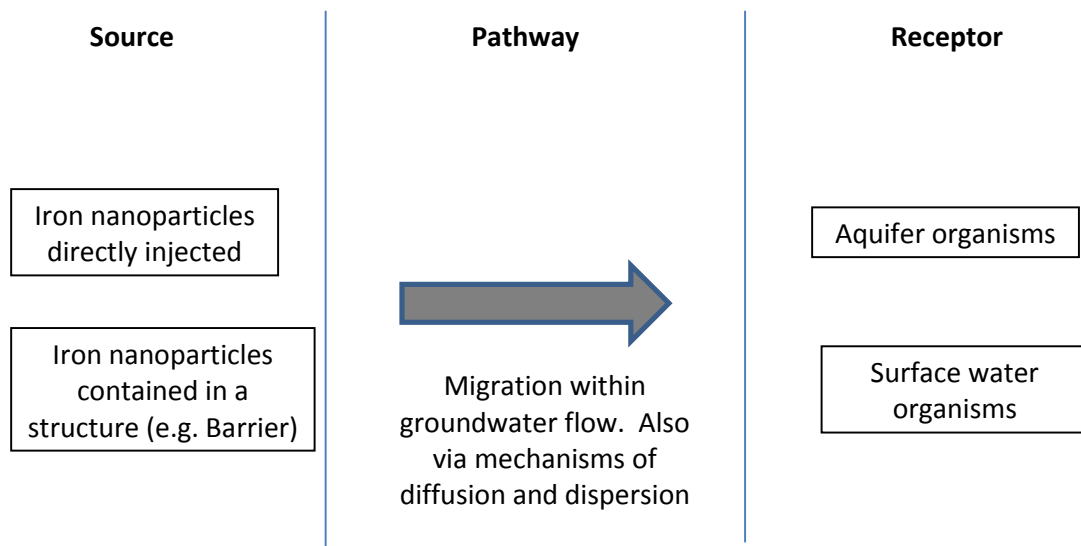 Source
Pathway
Receptor
Iron nanoparticles
directly injected
Iron nanoparticles
contained in a
structure (e.g. Barrier)
Migration within
groundwater flow.  Also
via mechanisms of
diffusion and dispersion
Aquifer organisms
Surface water
organisms